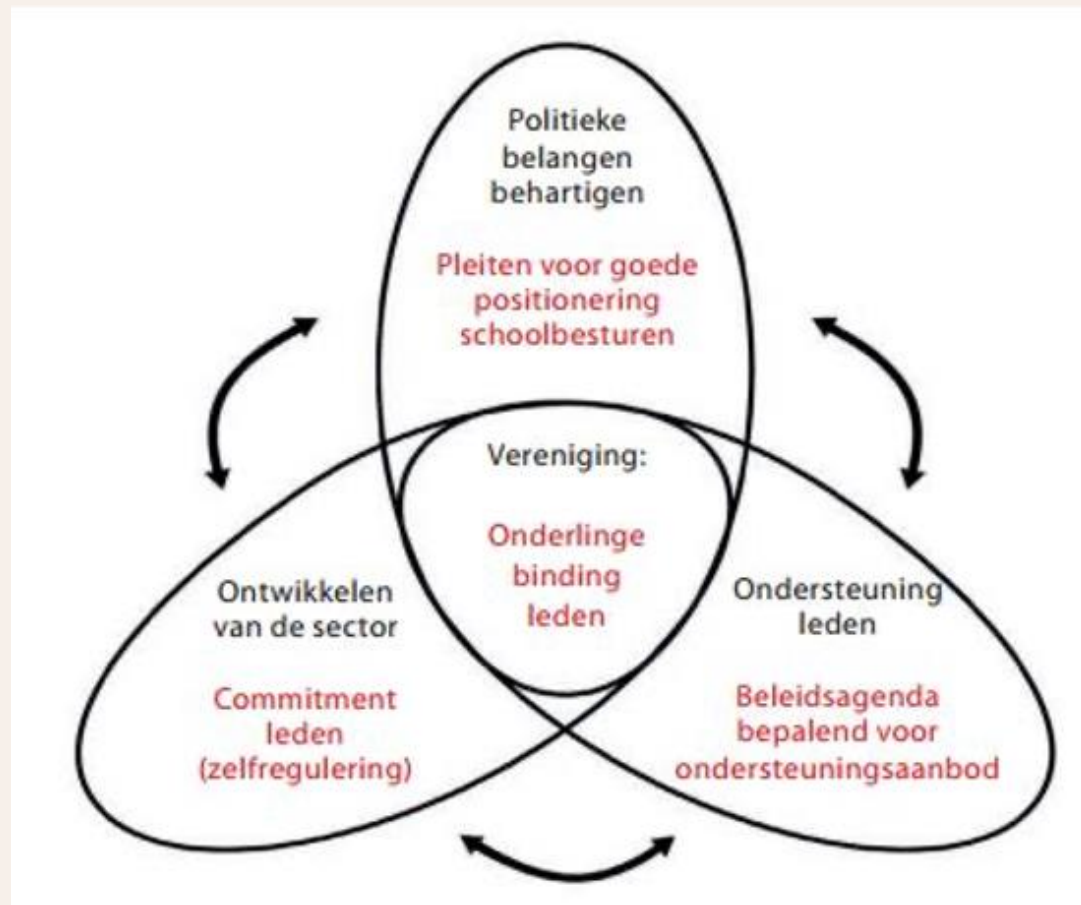 Politieke
belangen
behartigen
Pleiten voor goede
positionering
schoolbesturen
Vereniging:
Onderlinge
binding
leden
Ontwikkelen
van de sector
Commitment
leden
(zelfregulering)
Ondersteuning
leden
Beleidsagenda
bepalend voor
ondersteuningsaanbod